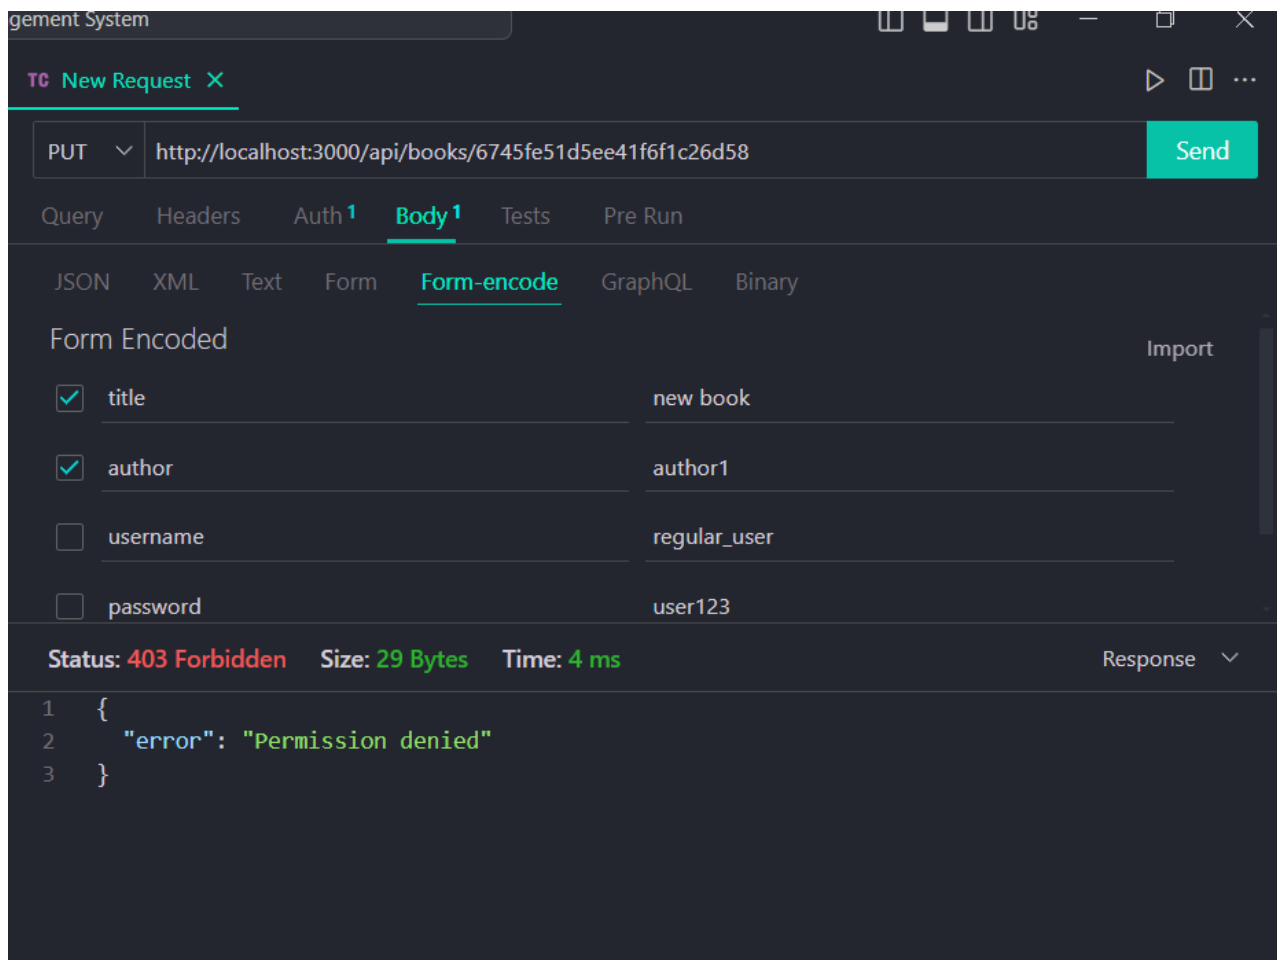 gement System
TC New Request
PUT http://localhost:3000/api/books/6745fe51d5ee41f6f1c26d58 Send
Query Headers Auth 1 Body 1 Tests Pre Run
JSON XML Text Form Form-encode GraphQL Binary
Form Encoded
Import
title new book
author author1
username regular_user
password user123
Status: 403 Forbidden Size: 29 Bytes Time: 4 ms Response
1 {
2 "error": "Permission denied"
3 }